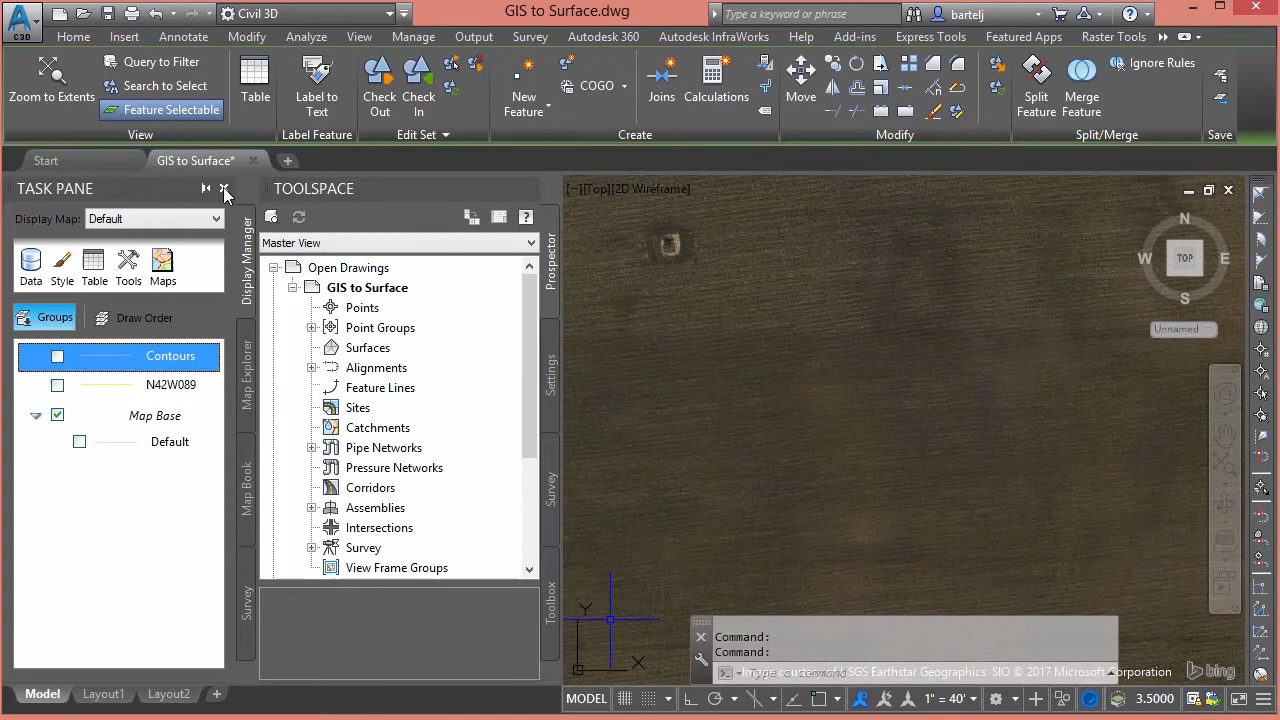 Civil 3D
GIS to Surface.dwg
Type a keyword or phrase
bartelj
C3D
Home Insert Annotate Modify Analyze View Manage Output Survey Autodesk 360 Autodesk InfraWorks Help Add-ins Express Tools Featured Apps Raster Tools
Zoom to Extents
Query to Filter
Search to Select
Feature Selectable
View
Table
Label to Text
Label Feature
Check Out
Check In
Edit Set
New Feature
COGO
Joins
Calculations
Create
Move
Modify
Split Feature
Merge Feature
Ignore Rules
Split/Merge
Save
Start
GIS to Surface*
TASK PANE
Display Map: Default
Data Style Table Tools Maps
Groups
Draw Order
Contours
N42W089
Map Base
Default
Display Manager
Map Explorer
Map Book
Survey
TOOLSPACE
Master View
Open Drawings
GIS to Surface
Points
Point Groups
Surfaces
Alignments
Feature Lines
Sites
Catchments
Pipe Networks
Pressure Networks
Corridors
Assemblies
Intersections
Survey
View Frame Groups
Prospector
Settings
Survey
Toolbox
[−][Top][2D Wireframe]
N
W TOP E
S
Unnamed
Y
X
Command:
Command:
Type a command
Image courtesy of USGS Earthstar Geographics SIO © 2017 Microsoft Corporation
bing
Model Layout1 Layout2
MODEL
1" = 40'
3.5000